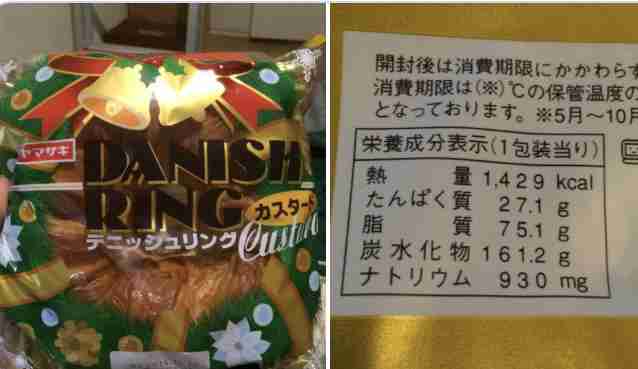 ヤマザキ
DANISH
RING
カスタード
デニッシュリング
Custa
開封後は消費期限にかかわらず
消費期限は(※)℃の保管温度の
となっております。※5月～10月
栄養成分表示(1包装当り)
熱量 1,429 kcal
たんぱく質 27.1 g
脂質 75.1 g
炭水化物 161.2 g
ナトリウム 930 mg